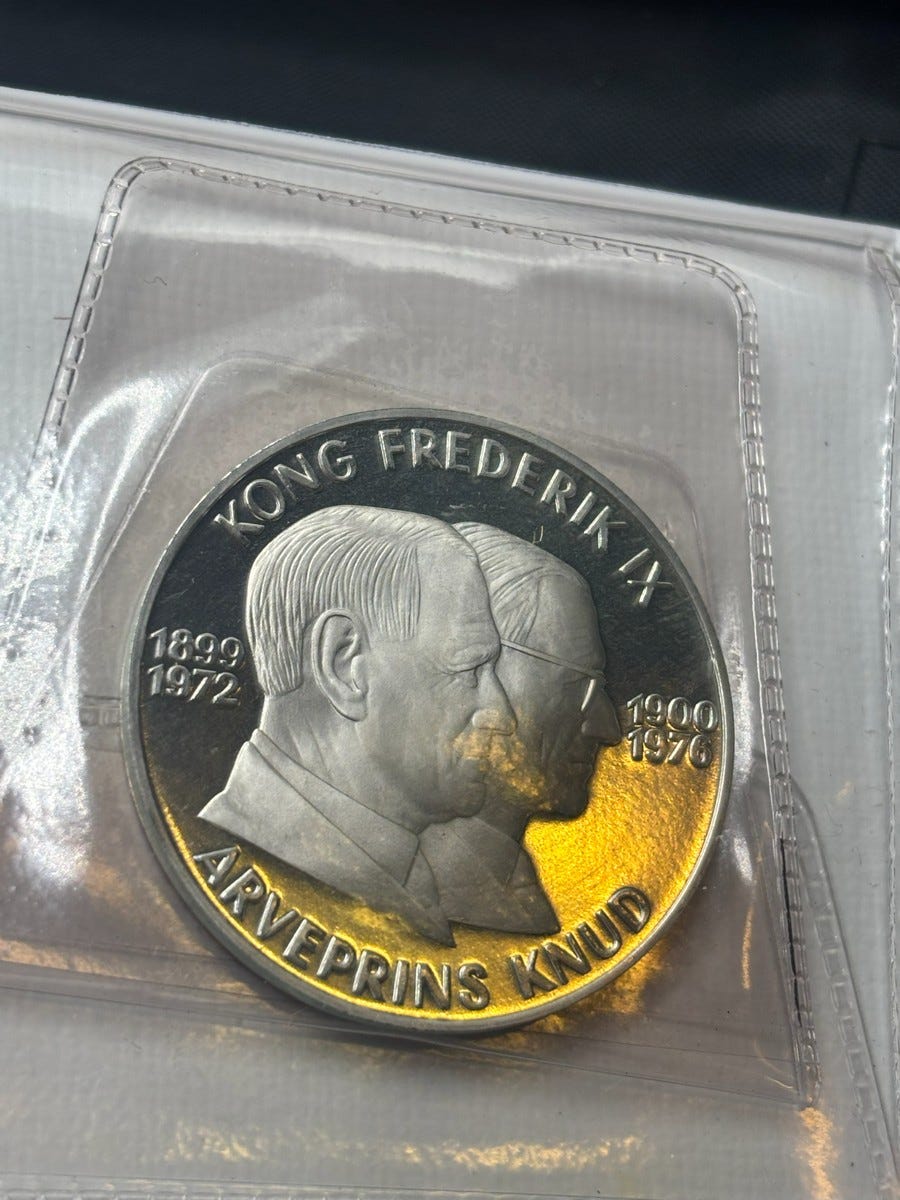 KONG FREDERIK IX
1899
1972
1900
1976
ARVEPRINS KNUD